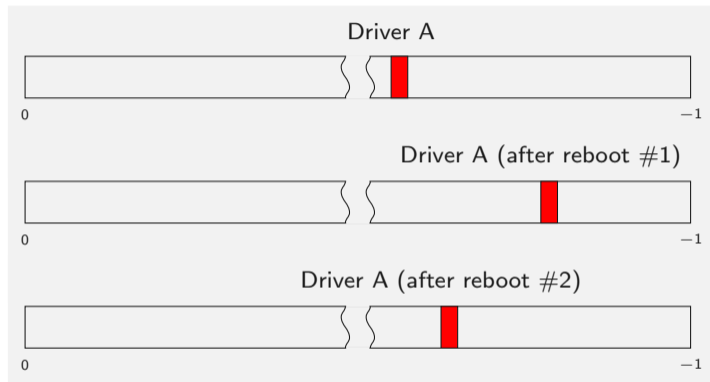 Driver A
0 −1
Driver A (after reboot #1)
0 −1
Driver A (after reboot #2)
0 −1